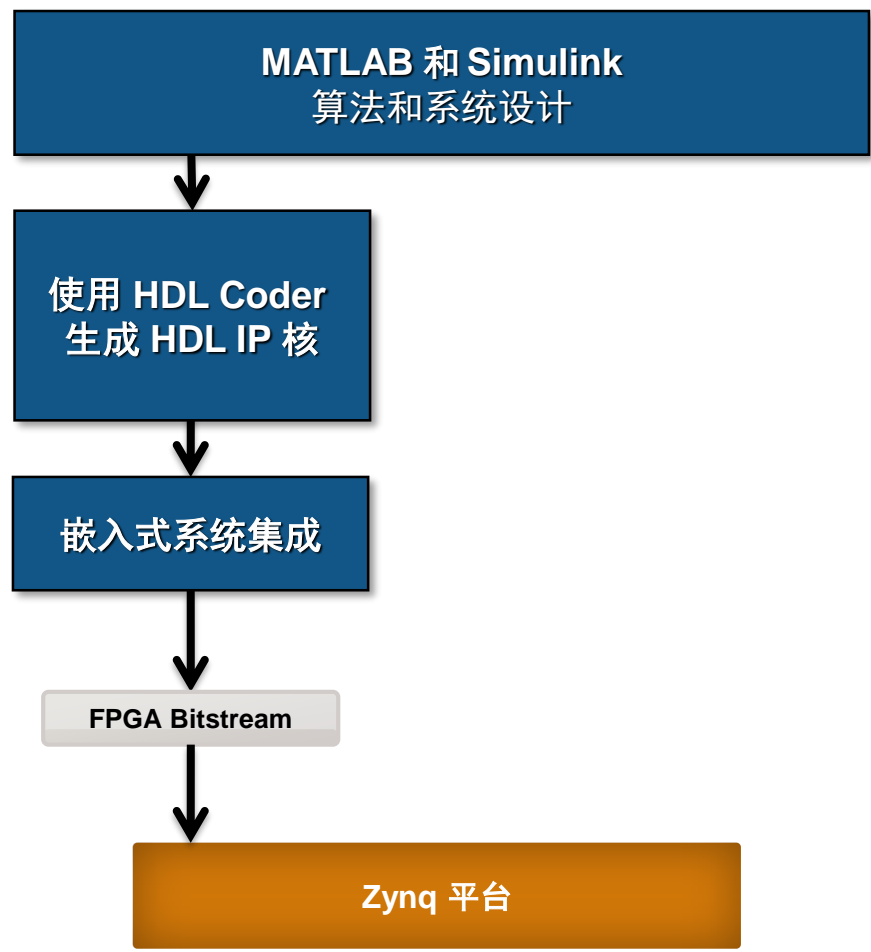 MATLAB 和 Simulink
算法和系统设计
使用 HDL Coder
生成 HDL IP 核
嵌入式系统集成
FPGA Bitstream
Zynq 平台